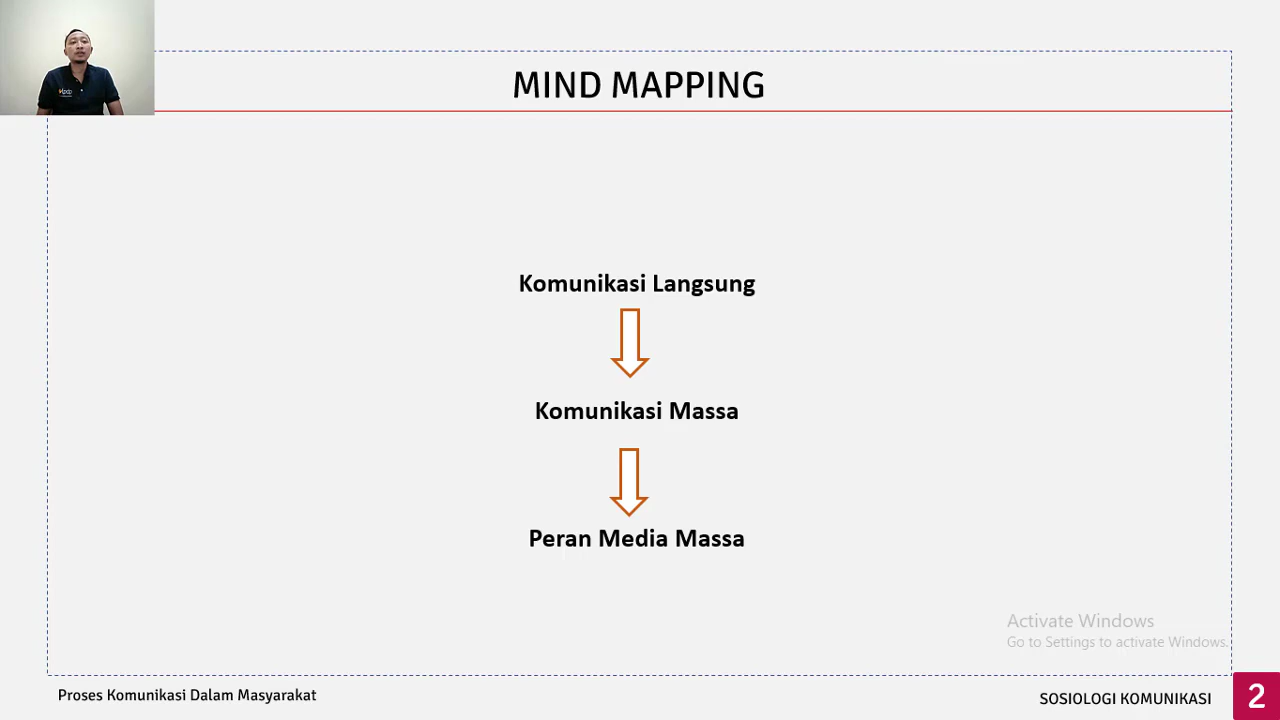 MIND MAPPING
Komunikasi Langsung
Komunikasi Massa
Peran Media Massa
Activate Windows
Go to Settings to activate Windows.
Proses Komunikasi Dalam Masyarakat
SOSIOLOGI KOMUNIKASI
2